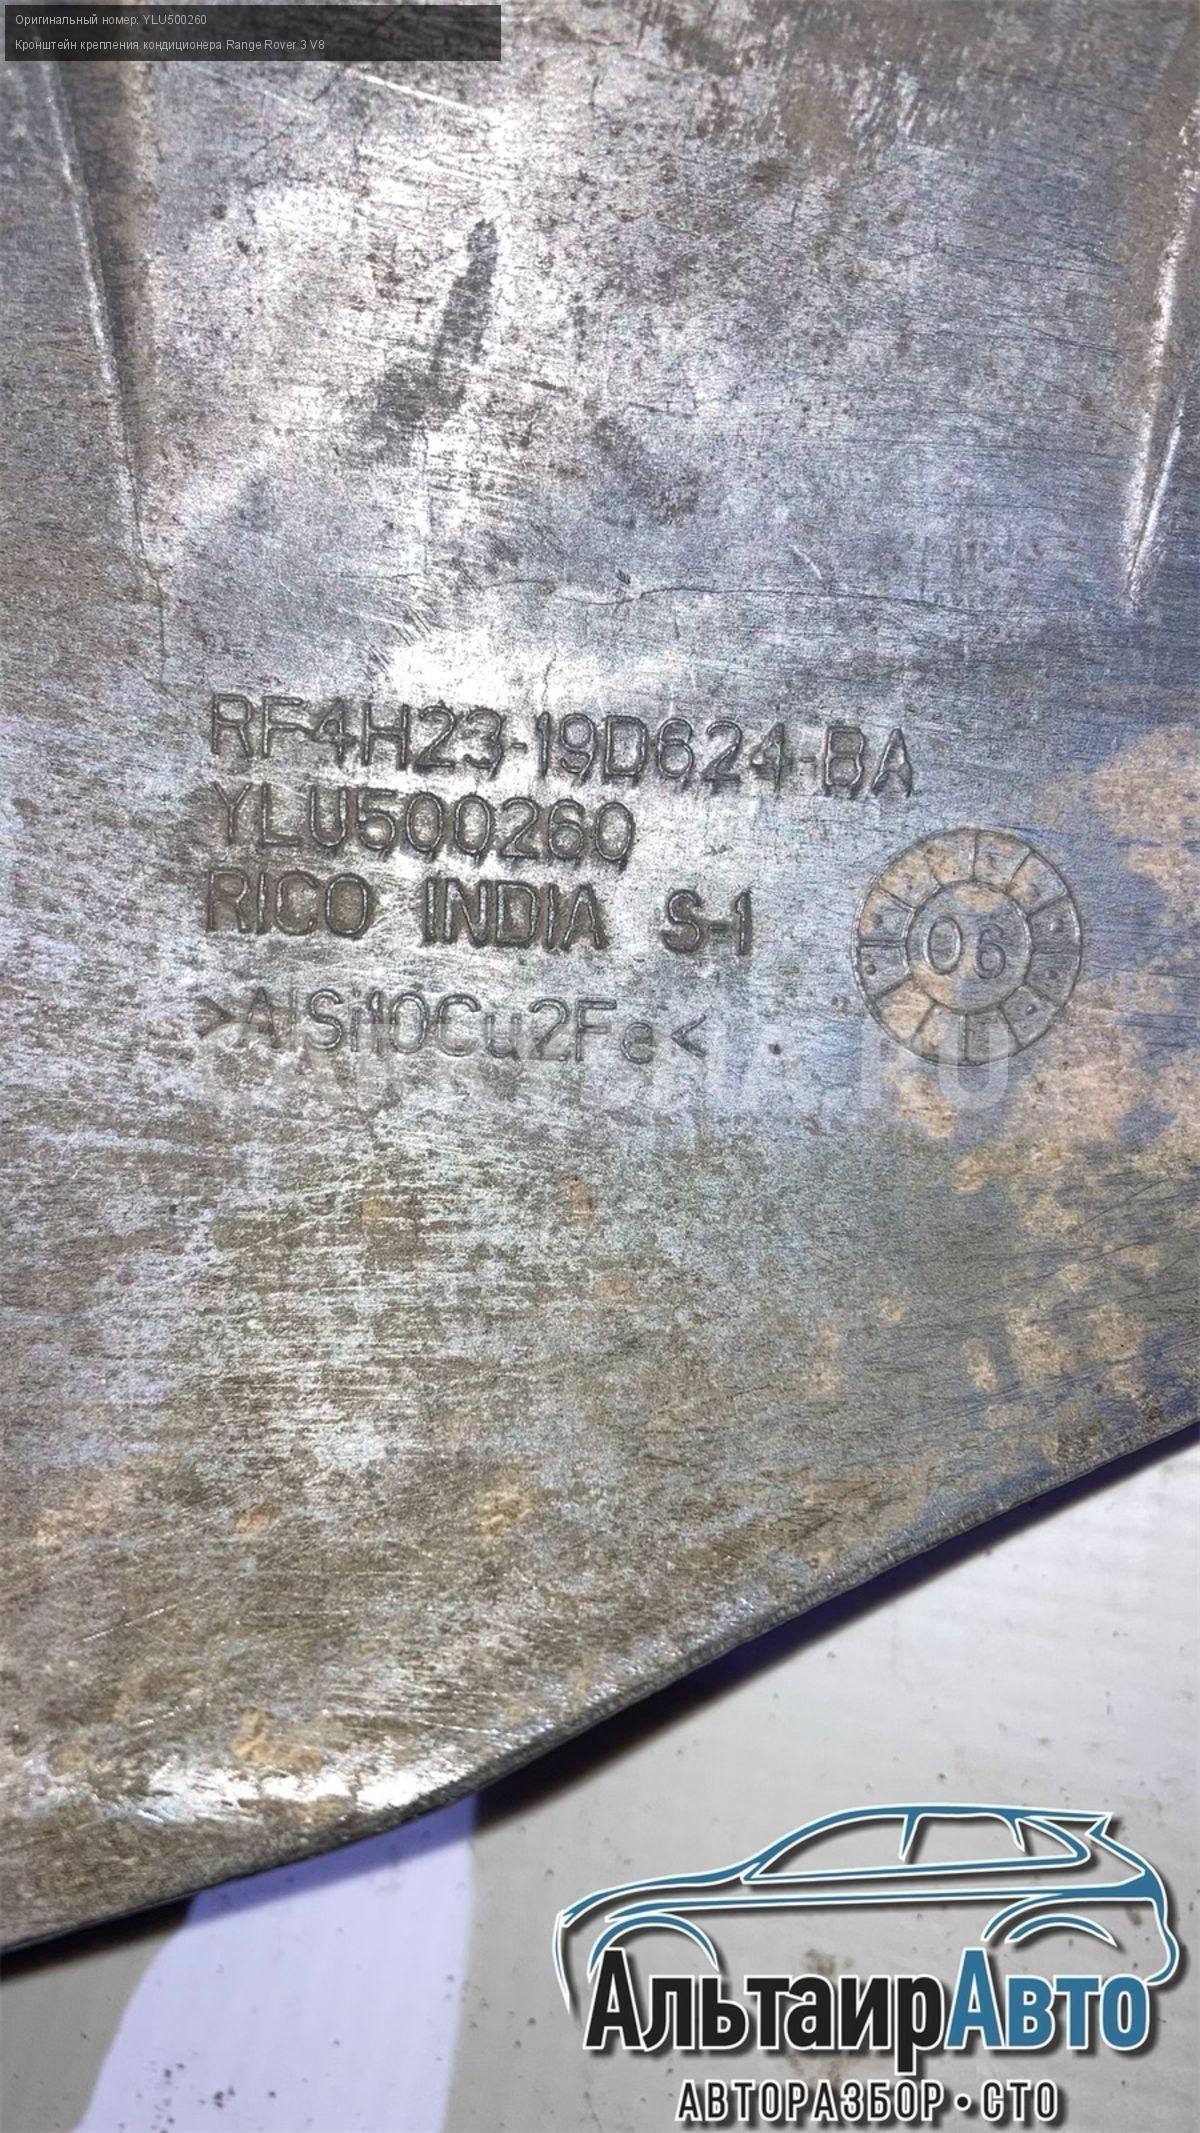 Оригинальный номер: YLU500260
Кронштейн крепления кондиционера Range Rover 3 V8
RF4H23-19D624-BA
YLU500260
RICO INDIA S-1
06
>AlSi10Cu2Fe<
АльтаирАвто
АВТОРАЗБОР • СТО